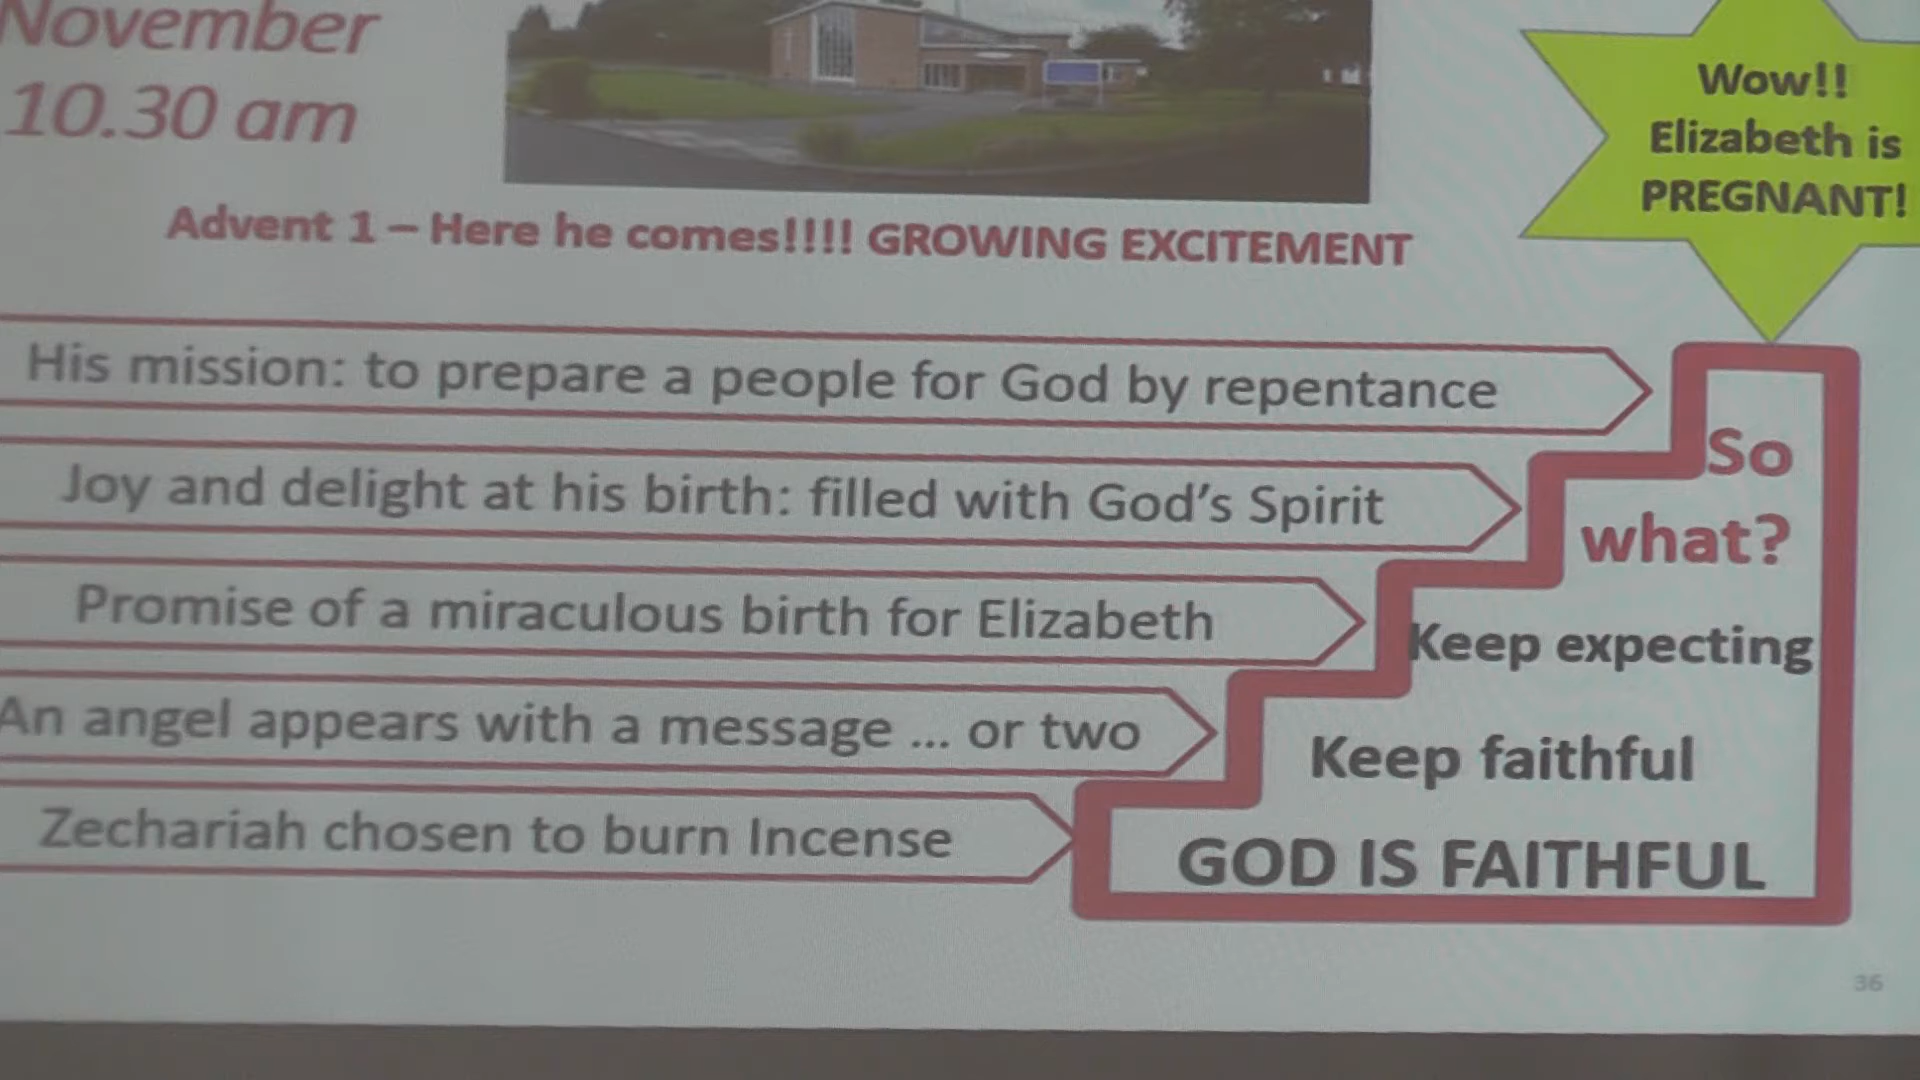 November
10.30 am
Wow!!
Elizabeth is
PREGNANT!
Advent 1 – Here he comes!!!! GROWING EXCITEMENT
His mission: to prepare a people for God by repentance
Joy and delight at his birth: filled with God's Spirit
Promise of a miraculous birth for Elizabeth
An angel appears with a message ... or two
Zechariah chosen to burn Incense
So
what?
Keep expecting
Keep faithful
GOD IS FAITHFUL
36